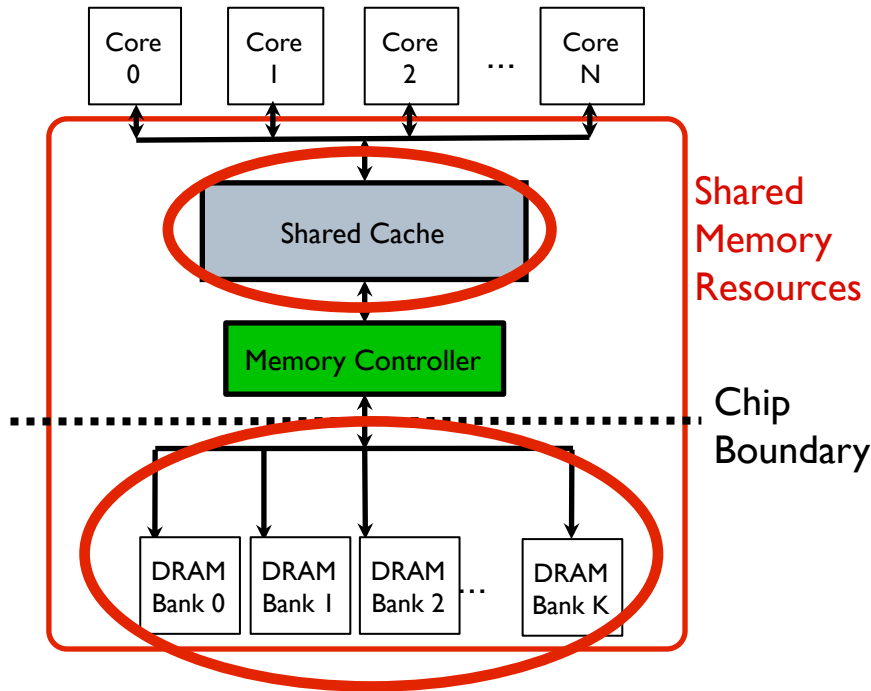 Core
0
Core
1
Core
2
...
Core
N
Shared Cache
Shared
Memory
Resources
Memory Controller
Chip
Boundary
DRAM
Bank 0
DRAM
Bank 1
DRAM
Bank 2
...
DRAM
Bank K